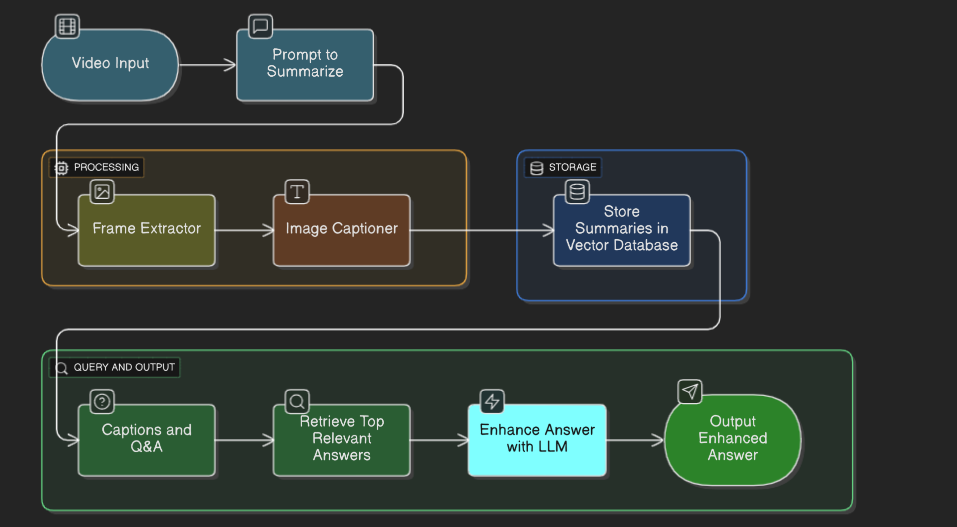 Video Input
Prompt to
Summarize
PROCESSING
STORAGE
T
Frame Extractor
Image Captioner
Store
Summaries in
Vector Database
QUERY AND OUTPUT
Captions and
Q&A
Retrieve Top
Relevant
Answers
Enhance Answer
with LLM
Output
Enhanced
Answer